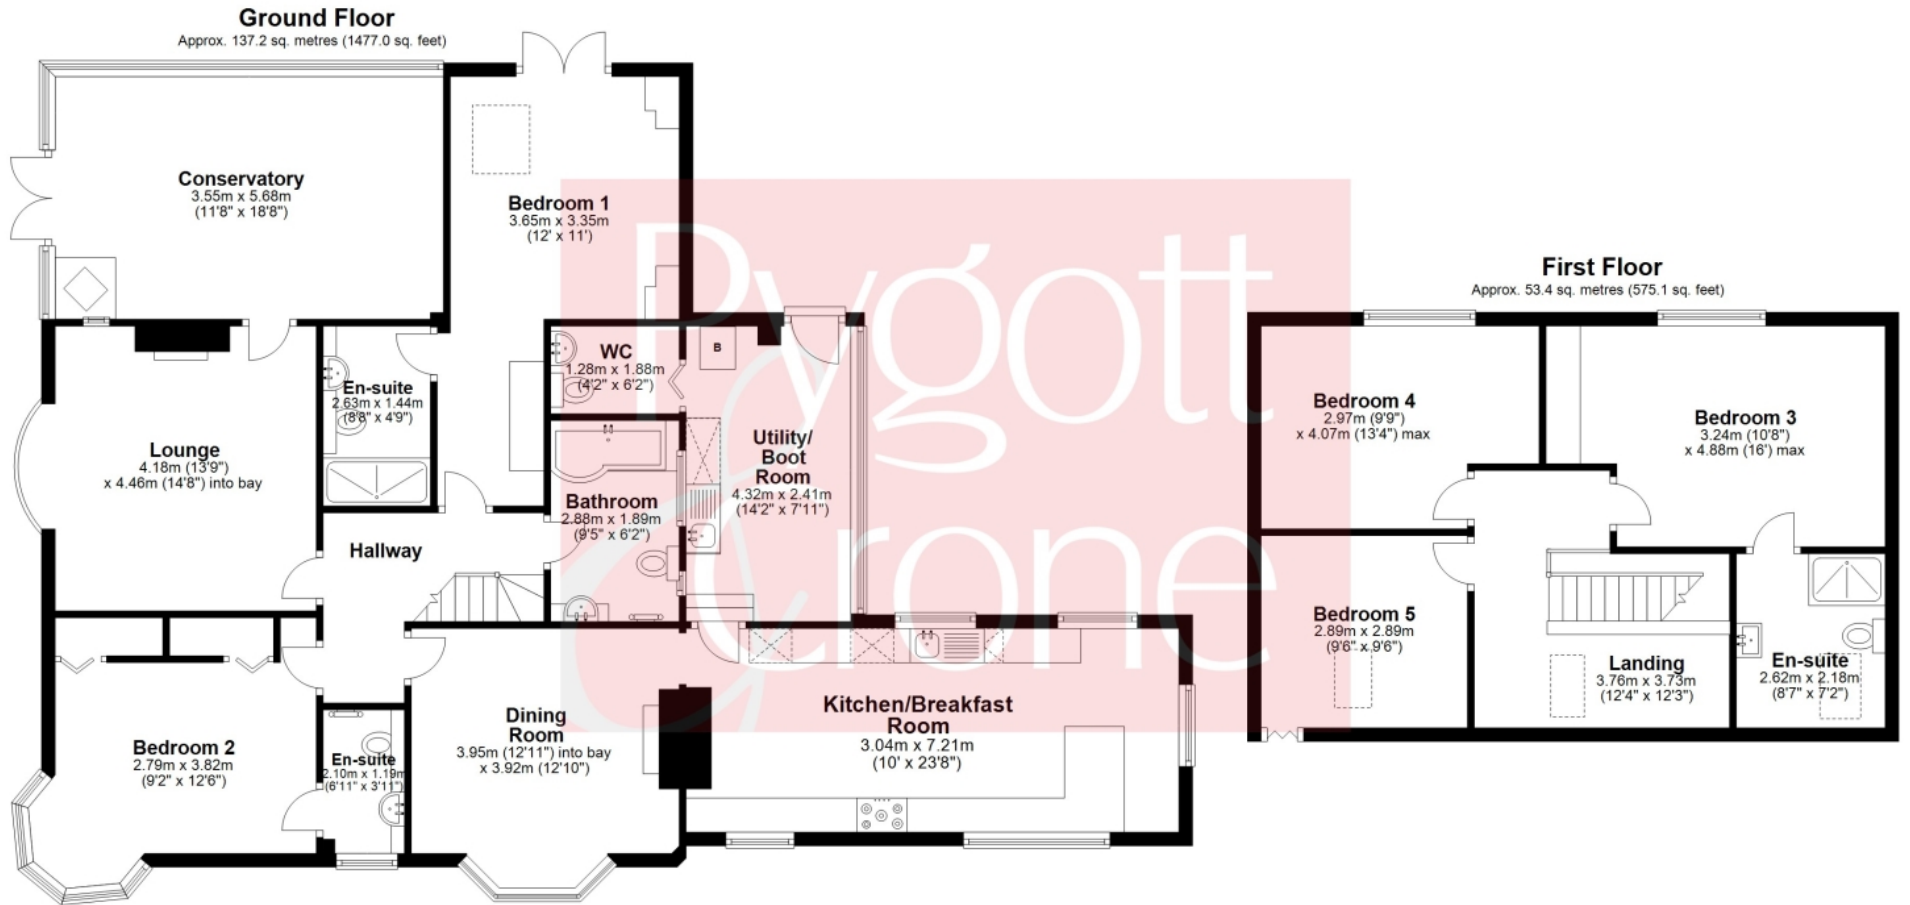 Ground Floor
Approx. 137.2 sq. metres (1477.0 sq. feet)
Conservatory
3.55m x 5.68m
(11'8" x 18'8")
Bedroom 1
3.65m x 3.35m
(12' x 11')
WC
1.28m x 1.88m
(4'2" x 6'2")
B
En-suite
2.63m x 1.44m
(8'8" x 4'9")
Lounge
4.18m (13'9")
x 4.46m (14'8") into bay
Utility/
Boot
Room
4.32m x 2.41m
(14'2" x 7'11")
Bathroom
2.88m x 1.89m
(9'5" x 6'2")
Hallway
Bedroom 2
2.79m x 3.82m
(9'2" x 12'6")
En-suite
2.10m x 1.19m
(6'11" x 3'11")
Dining
Room
3.95m (12'11") into bay
x 3.92m (12'10")
Kitchen/Breakfast
Room
3.04m x 7.21m
(10' x 23'8")
Pygott
& Crone
First Floor
Approx. 53.4 sq. metres (575.1 sq. feet)
Bedroom 4
2.97m (9'9")
x 4.07m (13'4") max
Bedroom 3
3.24m (10'8")
x 4.88m (16') max
Bedroom 5
2.89m x 2.89m
(9'6" x 9'6")
Landing
3.76m x 3.73m
(12'4" x 12'3")
En-suite
2.62m x 2.18m
(8'7" x 7'2")